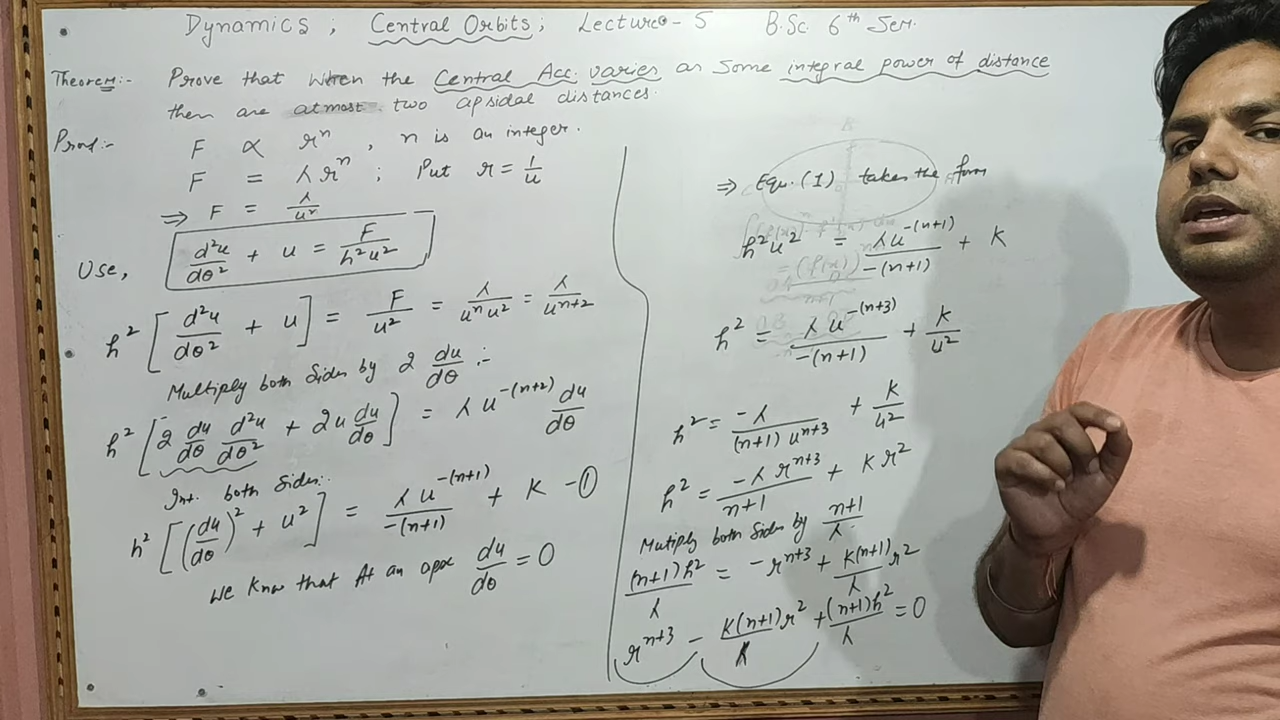 Dynamics ; Central Orbits ; Lecture - 5 B.Sc. 6th Sem.
Theorem:- Prove that when the Central Acc. varies as Some integral power of distance
then are atmost two apsidal distances.
Proof:- F ∝ r^n , n is an integer.
F = λ r^n ; Put r = 1/u
⇒ F = λ/u^n
Use, d²u/dθ² + u = F/h²u²
h² [d²u/dθ² + u] = F/u² = λ/u^n u² = λ/u^{n+2}
Multiply both Sides by 2 du/dθ :-
h² [2 du/dθ d²u/dθ² + 2u du/dθ] = λ u^{-(n+2)} du/dθ
Int. both Sides:.
h² [(du/dθ)² + u²] = λ u^{-(n+1)}/-(n+1) + K - ①
We Know that At an apse du/dθ = 0
⇒ Equ. (1) takes the form
h²u² = λu^{-(n+1)}/-(n+1) + K
h² = λ u^{-(n+3)}/-(n+1) + K/u²
h² = -λ/(n+1) u^{n+3} + K/u²
h² = -λ r^{n+3}/n+1 + K r²
Mutiply both Sides by n+1/λ
(n+1)h²/λ = -r^{n+3} + K(n+1)/λ r²
r^{n+3} - K(n+1)r²/λ + (n+1)h²/λ = 0